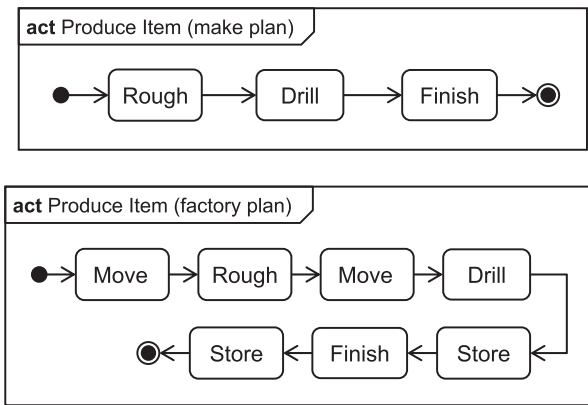 act Produce Item (make plan)
Rough
Drill
Finish
act Produce Item (factory plan)
Move
Rough
Move
Drill
Store
Finish
Store